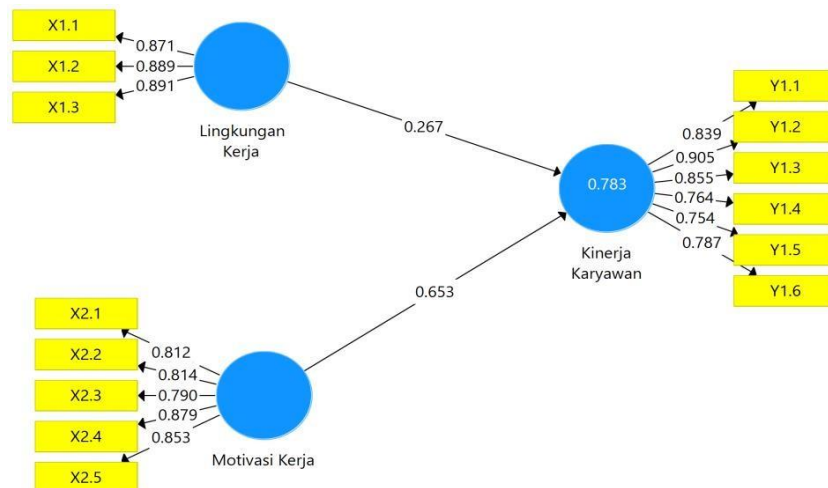 X1.1
0.871
X1.2
0.889
X1.3
0.891
Lingkungan
Kerja
0.267
Y1.1
0.839
Y1.2
0.905
Y1.3
0.855
0.783
0.764
Y1.4
0.754
Y1.5
0.787
Y1.6
Kinerja
Karyawan
0.653
X2.1
0.812
X2.2
0.814
X2.3
0.790
0.879
X2.4
0.853
X2.5
Motivasi Kerja